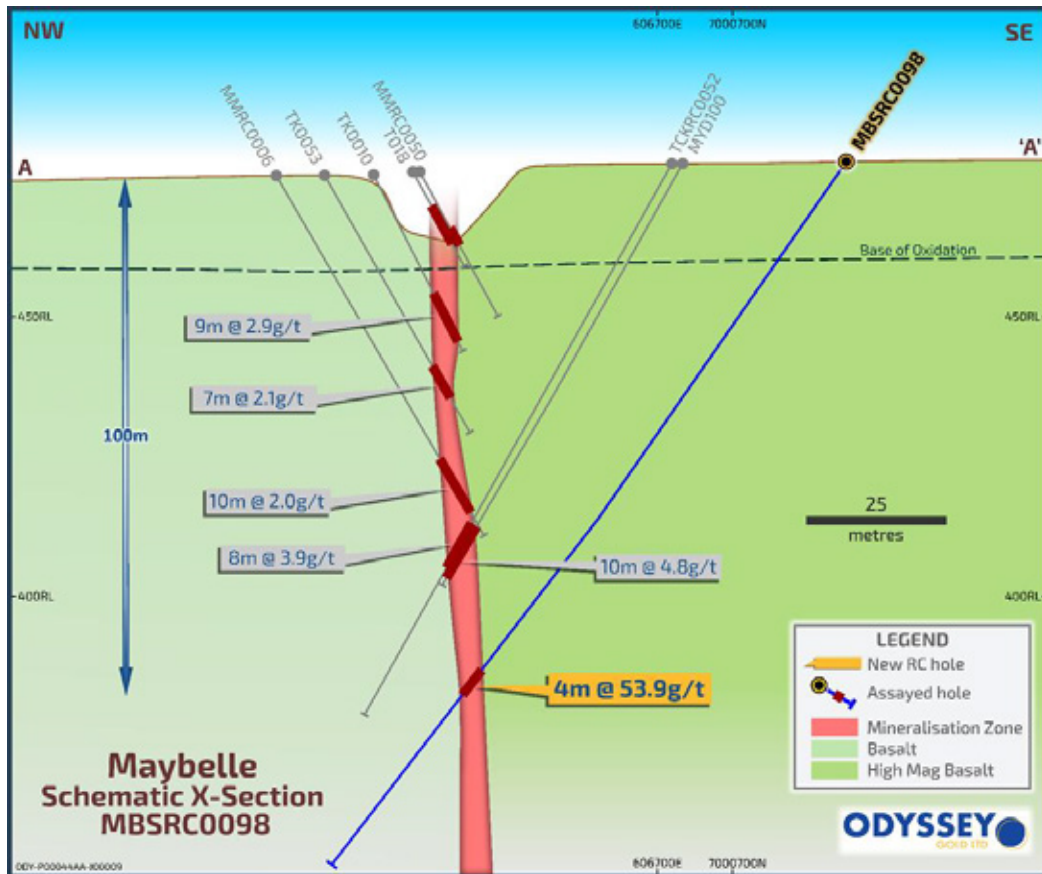 NW
606700E 7000700N
SE
MBSRC0098
MMRC0006
TK0053
TK0010
T018
MMRC0050
TCKRC0052
MYD100
A
'A'
Base of Oxidation
450RL
450RL
9m @ 2.9g/t
7m @ 2.1g/t
100m
10m @ 2.0g/t
25
metres
8m @ 3.9g/t
10m @ 4.8g/t
400RL
400RL
4m @ 53.9g/t
LEGEND
New RC hole
Assayed hole
Mineralisation Zone
Basalt
High Mag Basalt
Maybelle
Schematic X-Section
MBSRC0098
ODYSSEY
GOLD LTD
ODY-P00044AA-X00009
606700E 7000700N